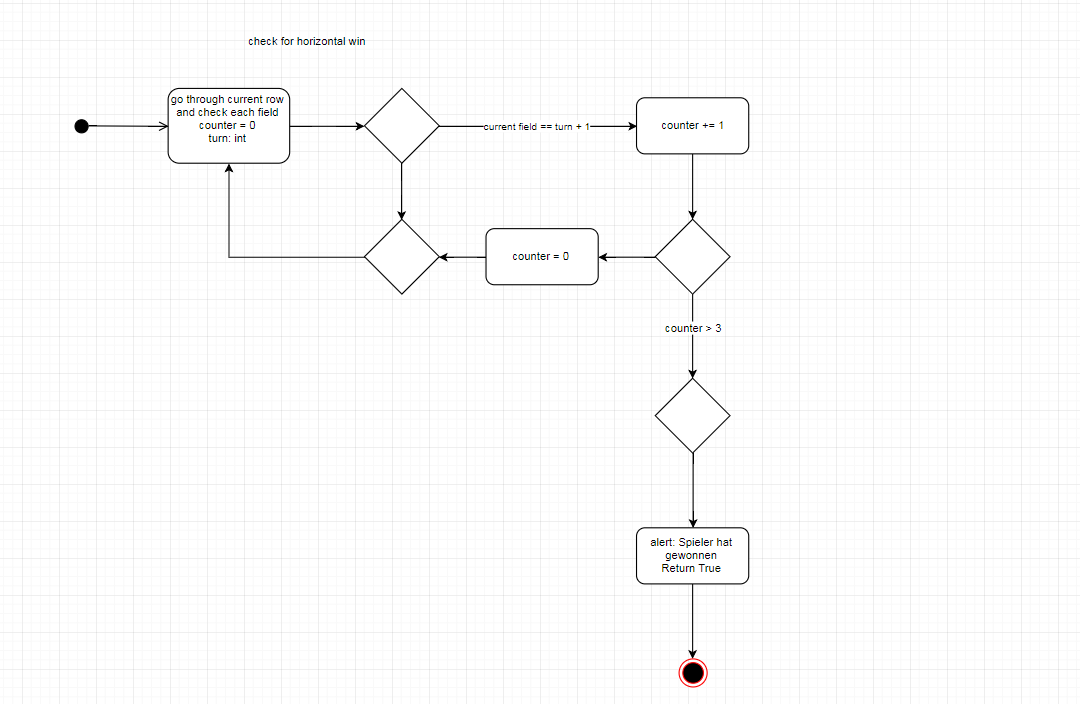 check for horizontal win
go through current row
and check each field
counter = 0
turn: int
current field == turn + 1
counter += 1
counter = 0
counter > 3
alert: Spieler hat
gewonnen
Return True